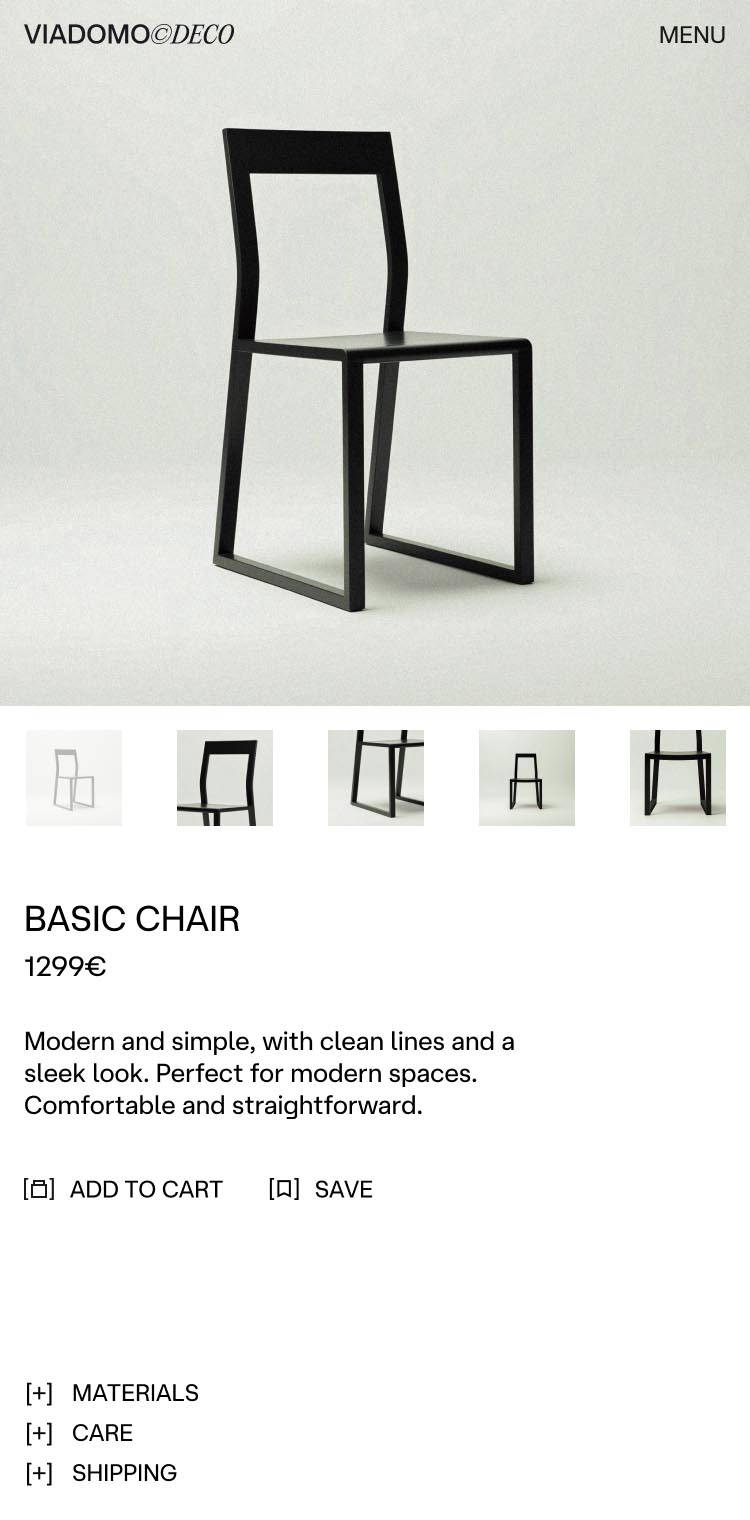 VIADOMO©DECO
MENU
BASIC CHAIR
1299€
Modern and simple, with clean lines and a
sleek look. Perfect for modern spaces.
Comfortable and straightforward.
ADD TO CART
SAVE
[+] MATERIALS
[+] CARE
[+] SHIPPING